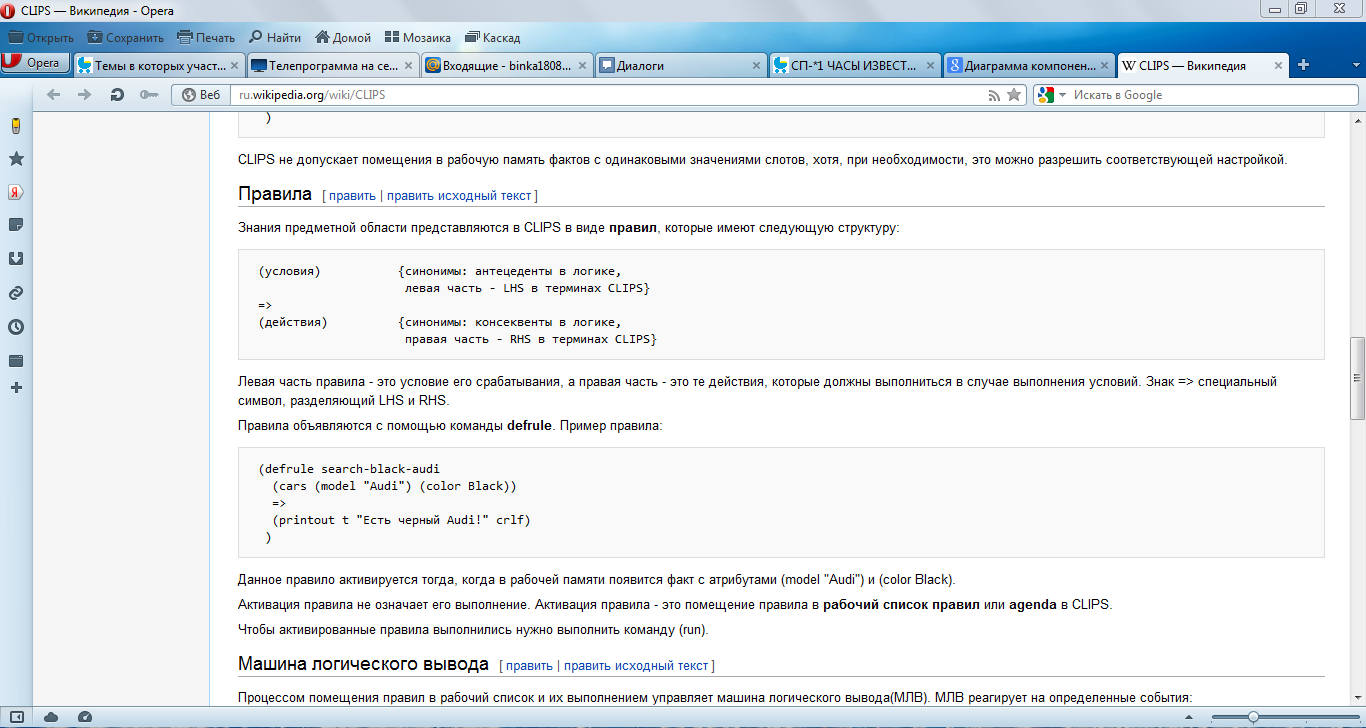 CLIPS — Википедия - Opera
Открыть Сохранить Печать Найти Домой Мозаика Каскад
Opera Темы в которых участ... Телепрограмма на се... Входящие - binka1808... Диалоги СП-*1 ЧАСЫ ИЗВЕСТ... Диаграмма компонен... CLIPS — Википедия
Веб ru.wikipedia.org/wiki/CLIPS Искать в Google
)
CLIPS не допускает помещения в рабочую память фактов с одинаковыми значениями слотов, хотя, при необходимости, это можно разрешить соответствующей настройкой.
Правила [ править | править исходный текст ]
Знания предметной области представляются в CLIPS в виде правил, которые имеют следующую структуру:
(условия) {синонимы: антецеденты в логике,
левая часть - LHS в терминах CLIPS}
=>
(действия) {синонимы: консеквенты в логике,
правая часть - RHS в терминах CLIPS}
Левая часть правила - это условие его срабатывания, а правая часть - это те действия, которые должны выполниться в случае выполнения условий. Знак => специальный
символ, разделяющий LHS и RHS.
Правила объявляются с помощью команды defrule. Пример правила:
(defrule search-black-audi
(cars (model "Audi") (color Black))
=>
(printout t "Есть черный Audi!" crlf)
)
Данное правило активируется тогда, когда в рабочей памяти появится факт с атрибутами (model "Audi") и (color Black).
Активация правила не означает его выполнение. Активация правила - это помещение правила в рабочий список правил или agenda в CLIPS.
Чтобы активированные правила выполнились нужно выполнить команду (run).
Машина логического вывода [ править | править исходный текст ]
Процессом помещения правил в рабочий список и их выполнением управляет машина логического вывода(МЛВ). МЛВ реагирует на определенные события: